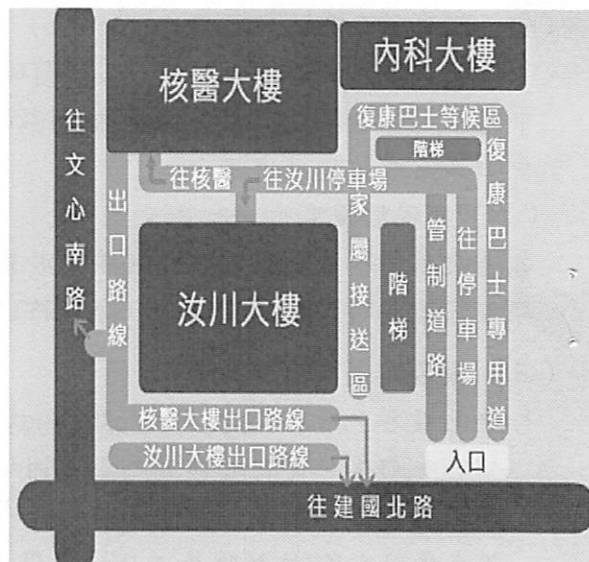 核醫大樓
內科大樓
往文心南路
復康巴士等候區
階梯
復康巴士專用道
往核醫
往汝川停車場
出口路線
家屬接送區
階梯
管制道路
往停車場
汝川大樓
核醫大樓出口路線
汝川大樓出口路線
入口
往建國北路